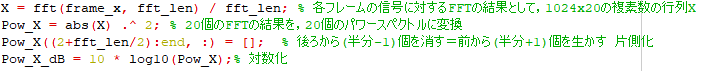 X = fft(frame_x, fft_len) / fft_len; % 各フレームの信号に対するFFTの結果として，1024x20の複素数の行列X
Pow_X = abs(X) .^ 2; % 20個のFFTの結果を，20個のパワースペクトルに変換
Pow_X((2+fft_len/2):end, :) = []; % 後ろから(半分-1)個を消す＝前から(半分+1)個を生かす 片側化
Pow_X_dB = 10 * log10(Pow_X);% 対数化